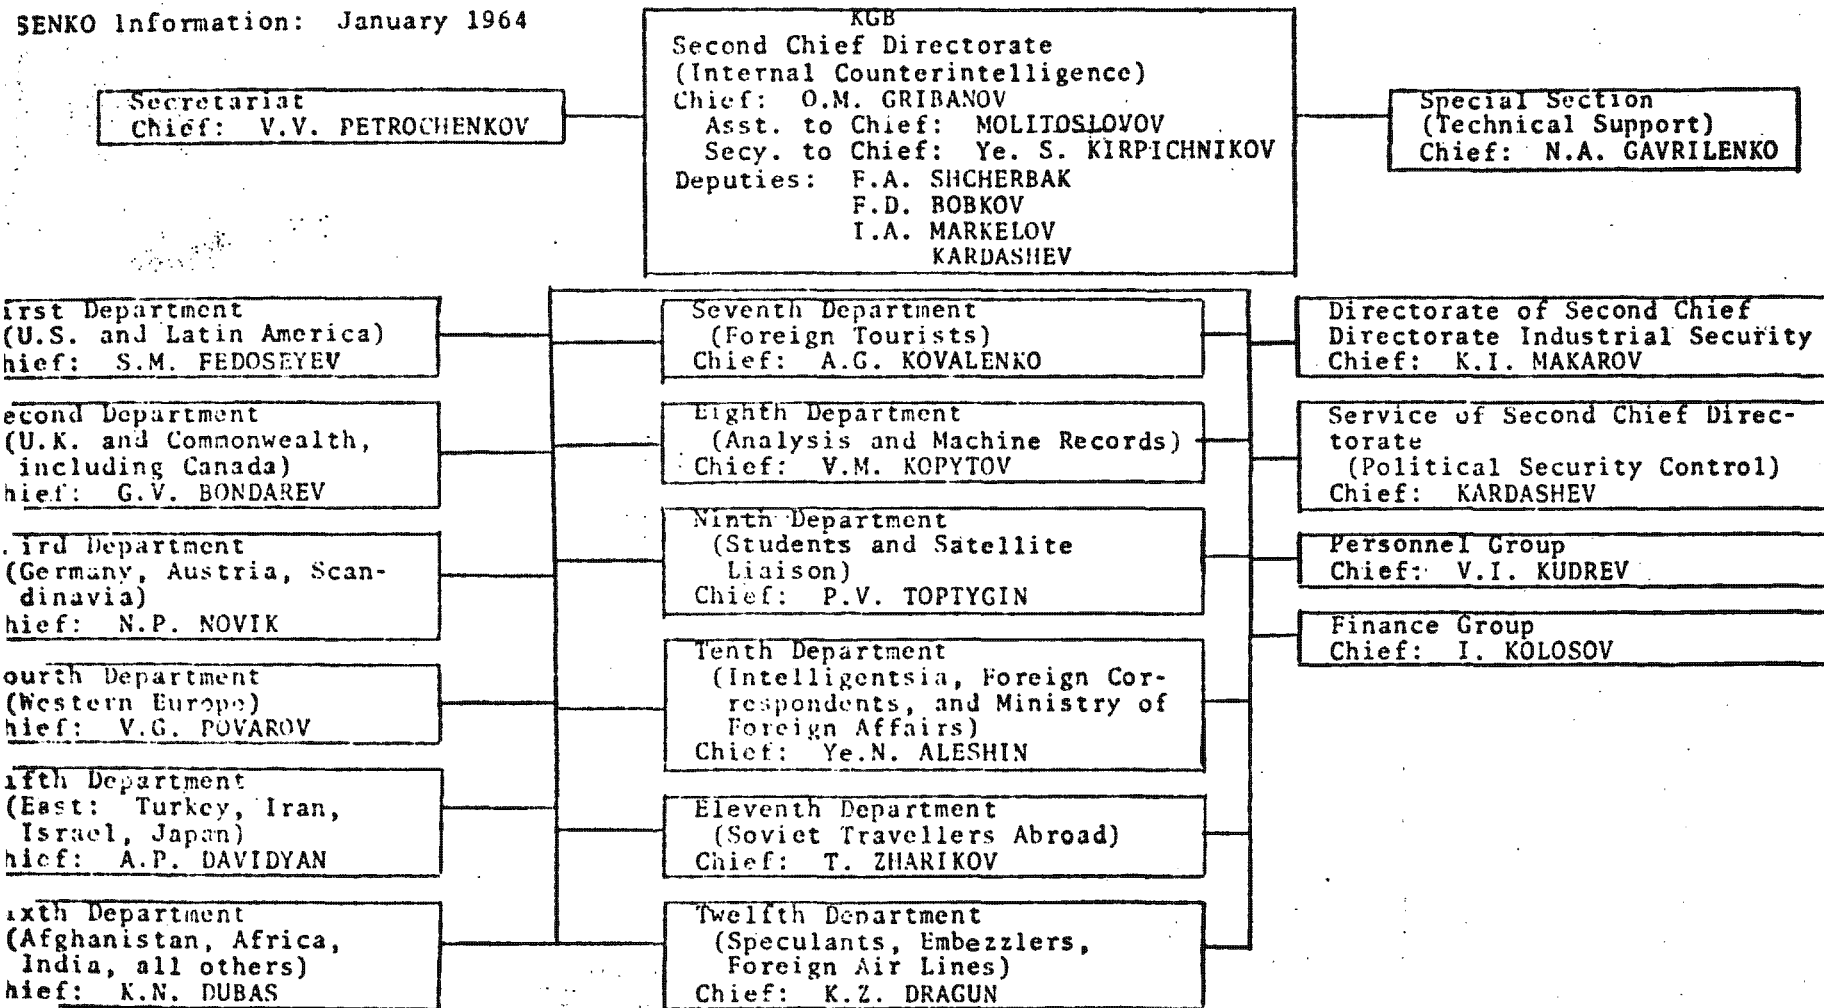 SENKO Information: January 1964
KGB
Second Chief Directorate
(Internal Counterintelligence)
Chief: O.M. GRIBANOV
Asst. to Chief: MOLITOSLOVOV
Secy. to Chief: Ye. S. KIRPICHNIKOV
Deputies: F.A. SHCHERBAK
F.D. BOBKOV
I.A. MARKELOV
KARDASHEV
Secretariat
Chief: V.V. PETROCHENKOV
Special Section
(Technical Support)
Chief: N.A. GAVRILENKO
irst Department
(U.S. and Latin America)
hief: S.M. FEDOSEYEV
econd Department
(U.K. and Commonwealth,
including Canada)
hief: G.V. BONDAREV
ird Department
(Germany, Austria, Scan-
dinavia)
hief: N.P. NOVIK
ourth Department
(Western Europe)
hief: V.G. POVAROV
ifth Department
(East: Turkey, Iran,
Israel, Japan)
hief: A.P. DAVIDYAN
ixth Department
(Afghanistan, Africa,
India, all others)
hief: K.N. DUBAS
Seventh Department
(Foreign Tourists)
Chief: A.G. KOVALENKO
Eighth Department
(Analysis and Machine Records)
Chief: V.M. KOPYTOV
Ninth Department
(Students and Satellite
Liaison)
Chief: P.V. TOPTYGIN
Tenth Department
(Intelligentsia, Foreign Cor-
respondents, and Ministry of
Foreign Affairs)
Chief: Ye.N. ALESHIN
Eleventh Department
(Soviet Travellers Abroad)
Chief: T. ZHARIKOV
Twelfth Department
(Speculants, Embezzlers,
Foreign Air Lines)
Chief: K.Z. DRAGUN
Directorate of Second Chief
Directorate Industrial Security
Chief: K.I. MAKAROV
Service of Second Chief Direc-
torate
(Political Security Control)
Chief: KARDASHEV
Personnel Group
Chief: V.I. KUDREV
Finance Group
Chief: I. KOLOSOV